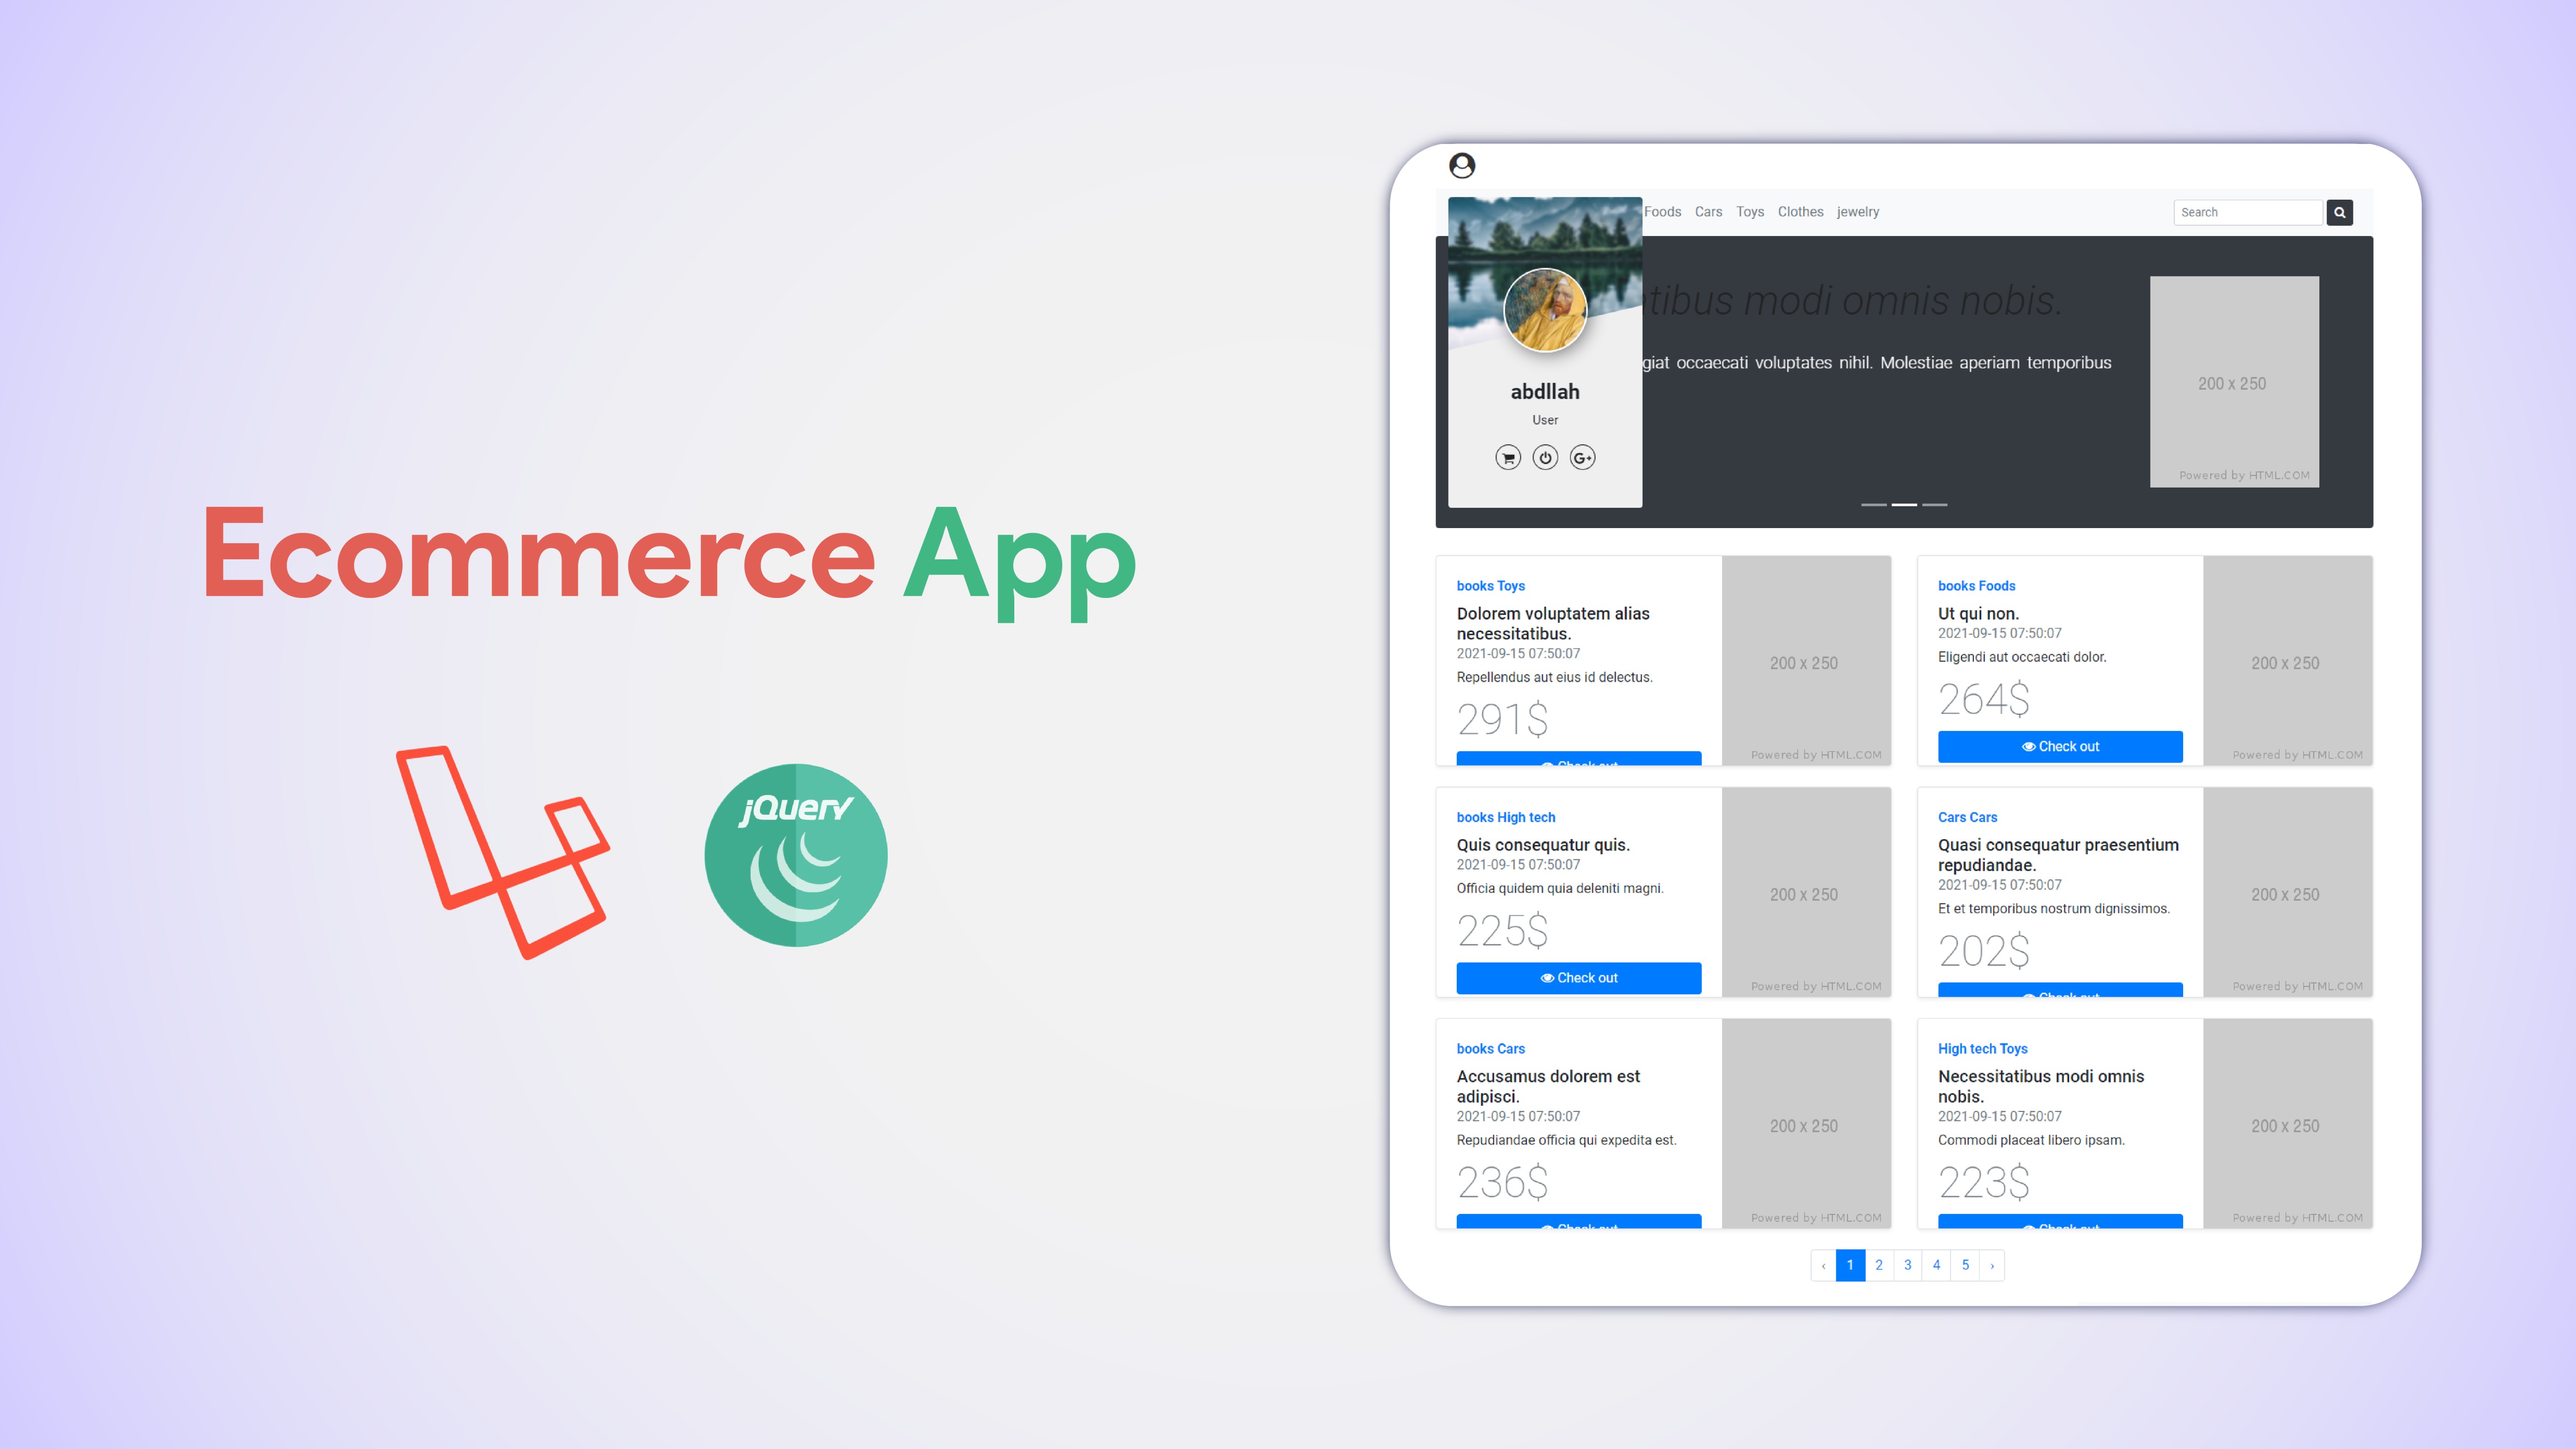 Ecommerce App
jQuery
Foods Cars Toys Clothes jewelry
Search
tibus modi omnis nobis.
giat occaecati voluptates nihil. Molestiae aperiam temporibus
200 x 250
Powered by HTML.COM
abdllah
User
G+
books Toys
Dolorem voluptatem alias
necessitatibus.
2021-09-15 07:50:07
Repellendus aut eius id delectus.
291$
Check out
200 x 250
Powered by HTML.COM
books Foods
Ut qui non.
2021-09-15 07:50:07
Eligendi aut occaecati dolor.
264$
Check out
200 x 250
Powered by HTML.COM
books High tech
Quis consequatur quis.
2021-09-15 07:50:07
Officia quidem quia deleniti magni.
225$
Check out
200 x 250
Powered by HTML.COM
Cars Cars
Quasi consequatur praesentium
repudiandae.
2021-09-15 07:50:07
Et et temporibus nostrum dignissimos.
202$
Check out
200 x 250
Powered by HTML.COM
books Cars
Accusamus dolorem est
adipisci.
2021-09-15 07:50:07
Repudiandae officia qui expedita est.
236$
Check out
200 x 250
Powered by HTML.COM
High tech Toys
Necessitatibus modi omnis
nobis.
2021-09-15 07:50:07
Commodi placeat libero ipsam.
223$
Check out
200 x 250
Powered by HTML.COM
‹ 1 2 3 4 5 ›